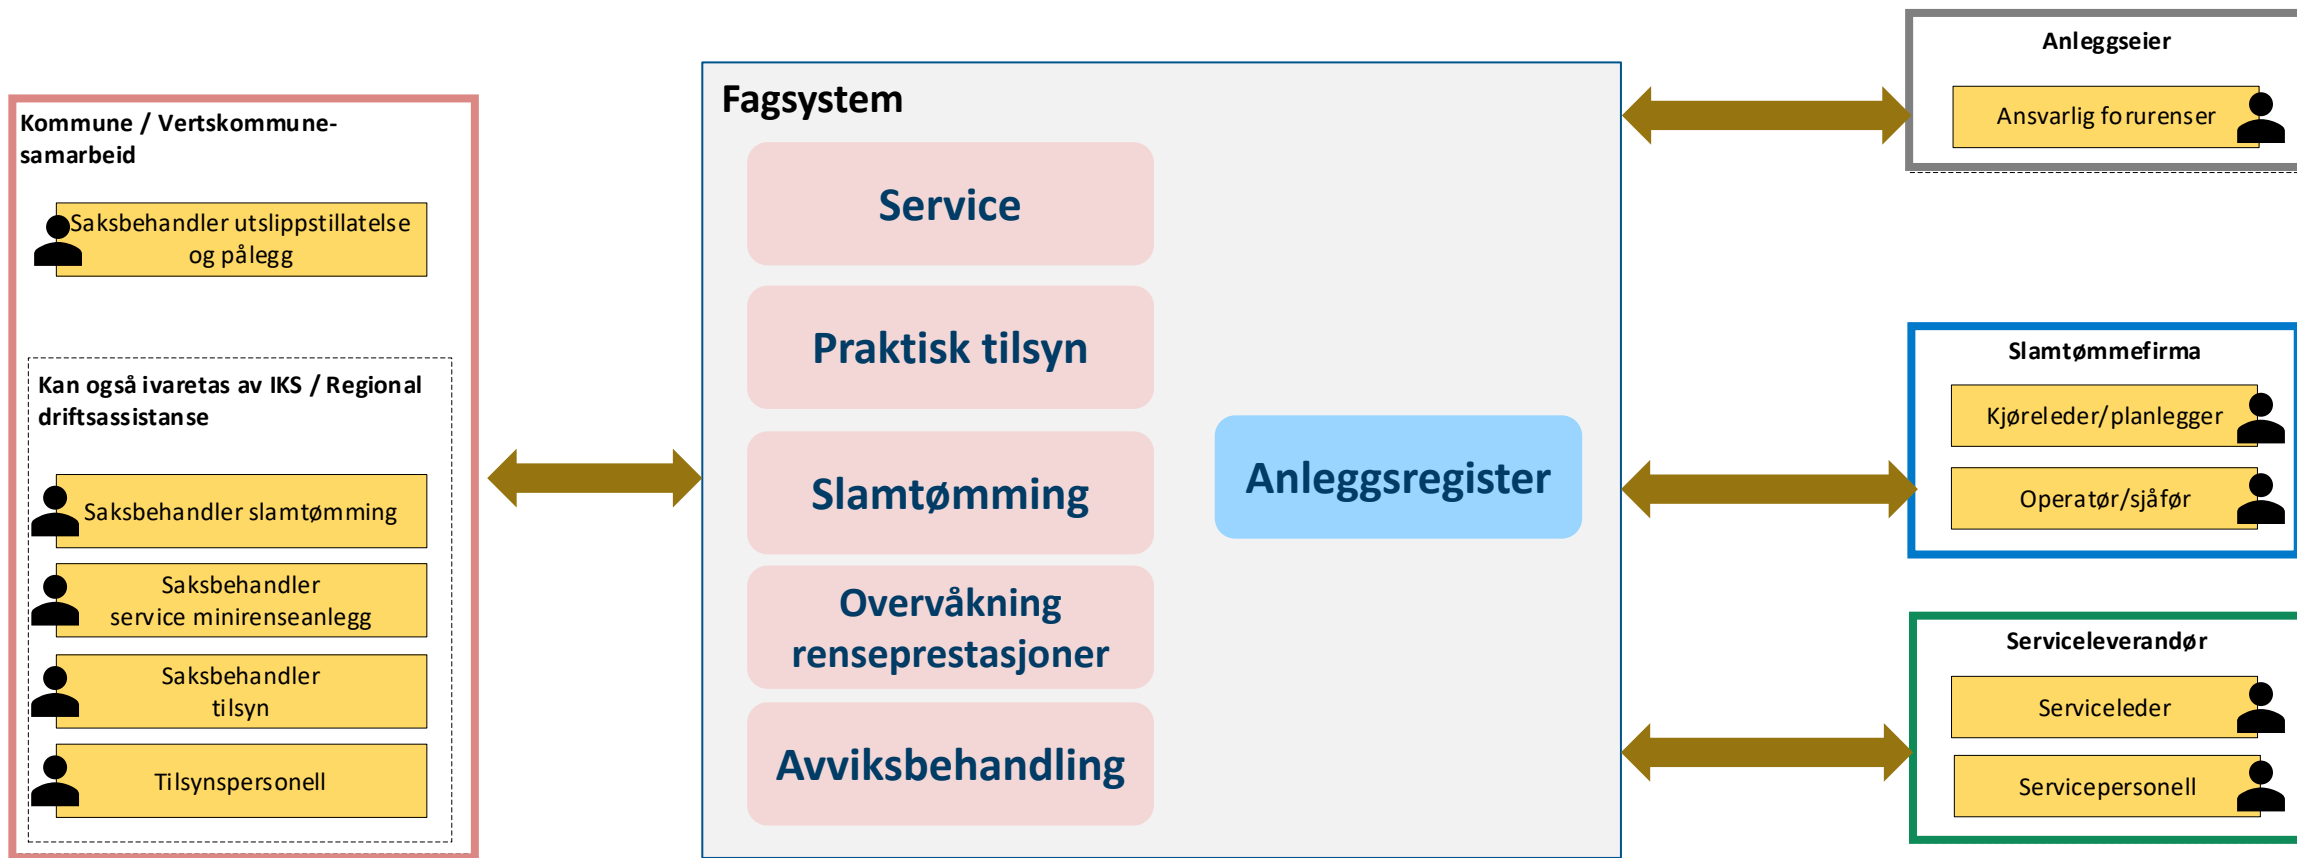 Kommune / Vertskommune-
samarbeid
Saksbehandler utslippstillatelse
og pålegg
Kan også ivaretas av IKS / Regional
driftsassistanse
Saksbehandler slamtømming
Saksbehandler
service minirenseanlegg
Saksbehandler
tilsyn
Tilsynspersonell
Fagsystem
Service
Praktisk tilsyn
Slamtømming
Overvåkning
renseprestasjoner
Avviksbehandling
Anleggsregister
Anleggseier
Ansvarlig forurenser
Slamtømmefirma
Kjøreleder/planlegger
Operatør/sjåfør
Serviceleverandør
Serviceleder
Servicepersonell